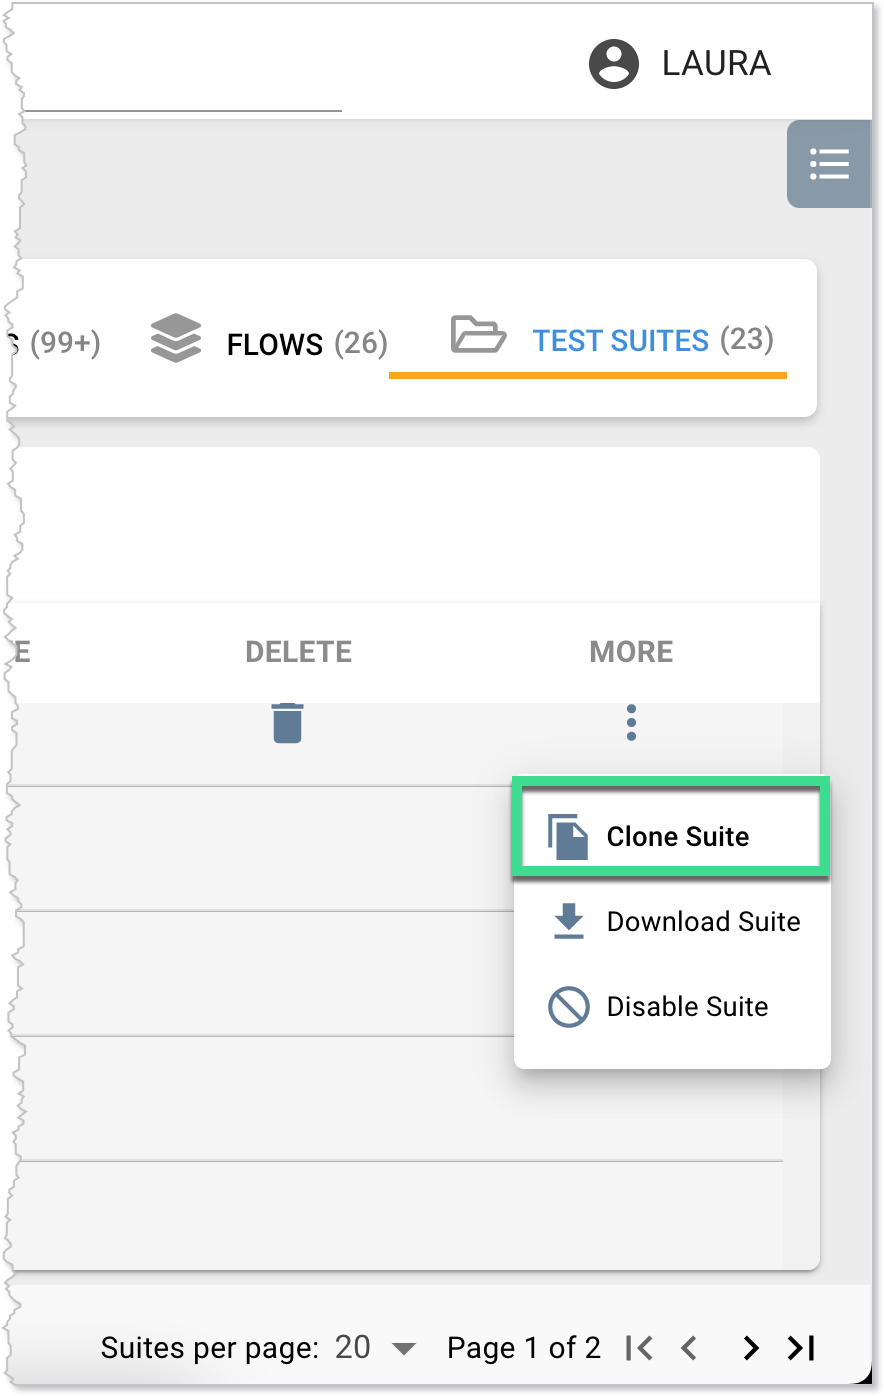 LAURA
(99+) FLOWS (26) TEST SUITES (23)
DELETE MORE
Clone Suite
Download Suite
Disable Suite
Suites per page: 20 Page 1 of 2